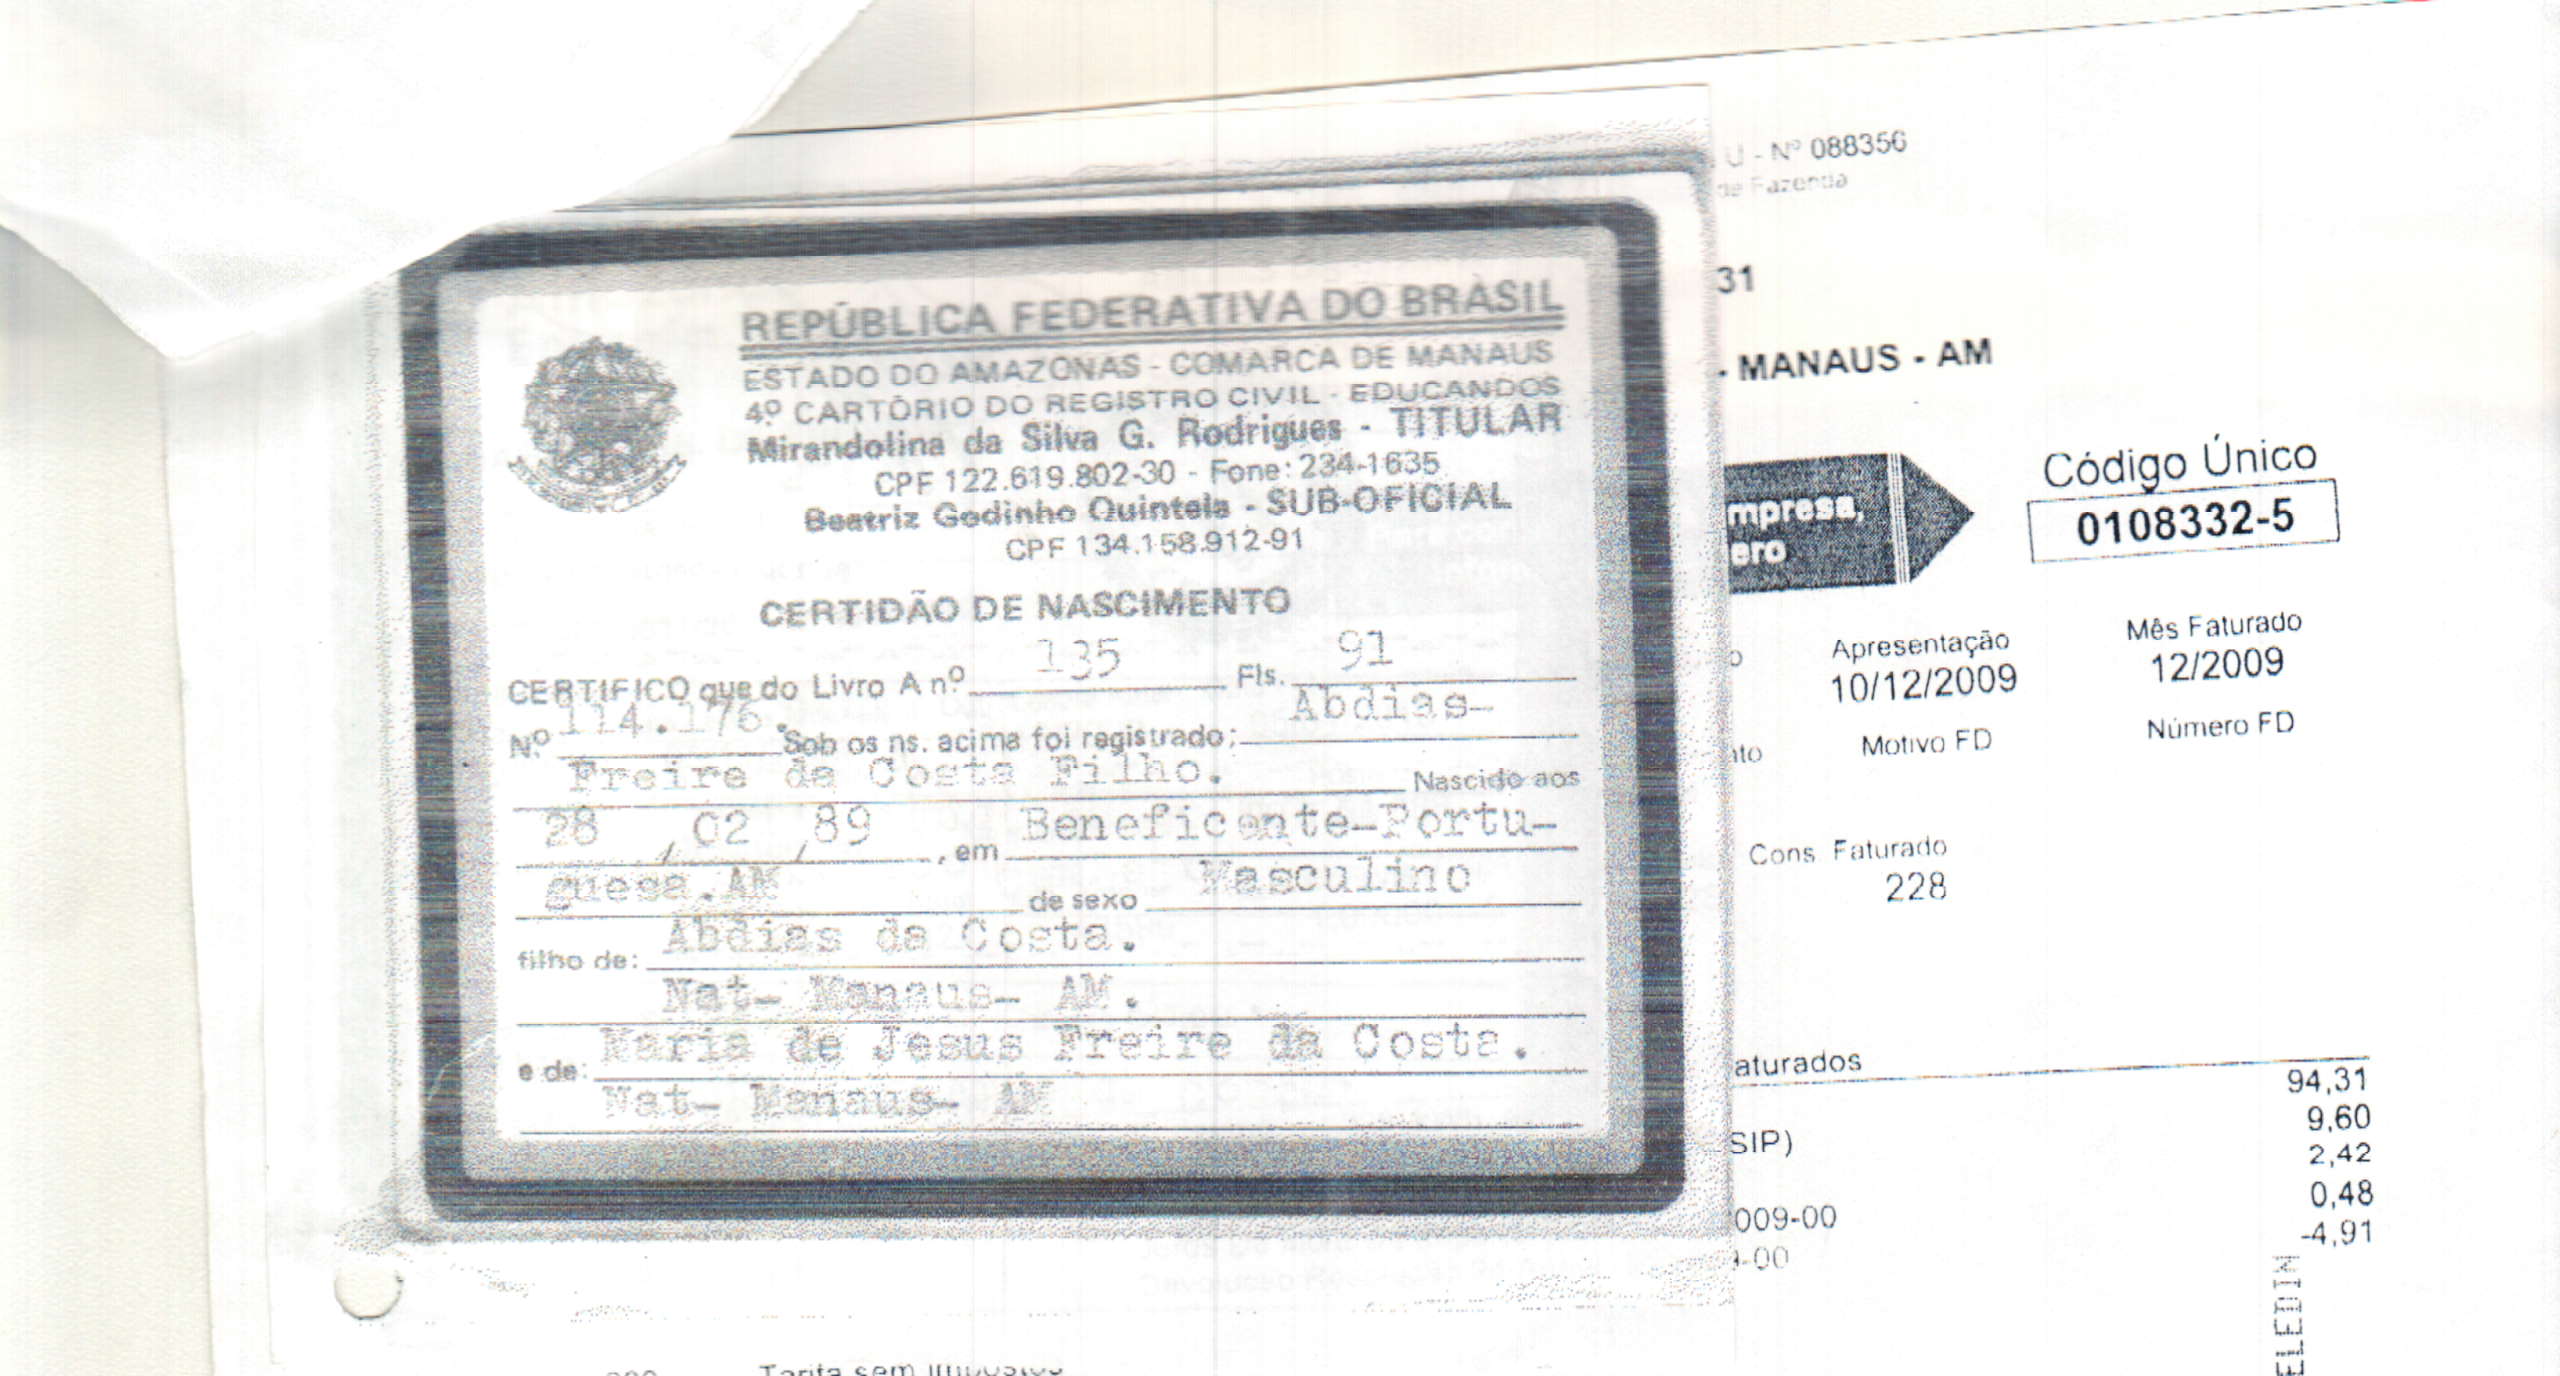 U - Nº 088356
de Fazenda
31
- MANAUS - AM
REPÚBLICA FEDERATIVA DO BRASIL
ESTADO DO AMAZONAS - COMARCA DE MANAUS
4º CARTÓRIO DO REGISTRO CIVIL - EDUCANDOS
Mirandolina da Silva G. Rodrigues - TITULAR
CPF 122.619.802-30 - Fone: 234-1635
Beatriz Godinho Quintela - SUB-OFICIAL
CPF 134.158.912-91
CERTIDÃO DE NASCIMENTO
CERTIFICO que do Livro A nº 135 Fls. 91
Nº 114.176. Sob os ns. acima foi registrado: Abdias-
Freire da Costa Filho. Nascido aos
28 / 02 / 89, em Beneficente-Portu-
guesa.AM de sexo Masculino
filho de: Abdias da Costa.
Nat- Manaus- AM.
e de: Maria de Jesus Freire da Costa.
Nat- Manaus- AM
mpresa,
ero
Código Único
0108332-5
Apresentação Mês Faturado
10/12/2009 12/2009
Motivo FD Número FD
Cons. Faturado
228
aturados
94,31
9,60
SIP) 2,42
0,48
009-00 -4,91
-00
ELEDIN
Tarifa sem impostos